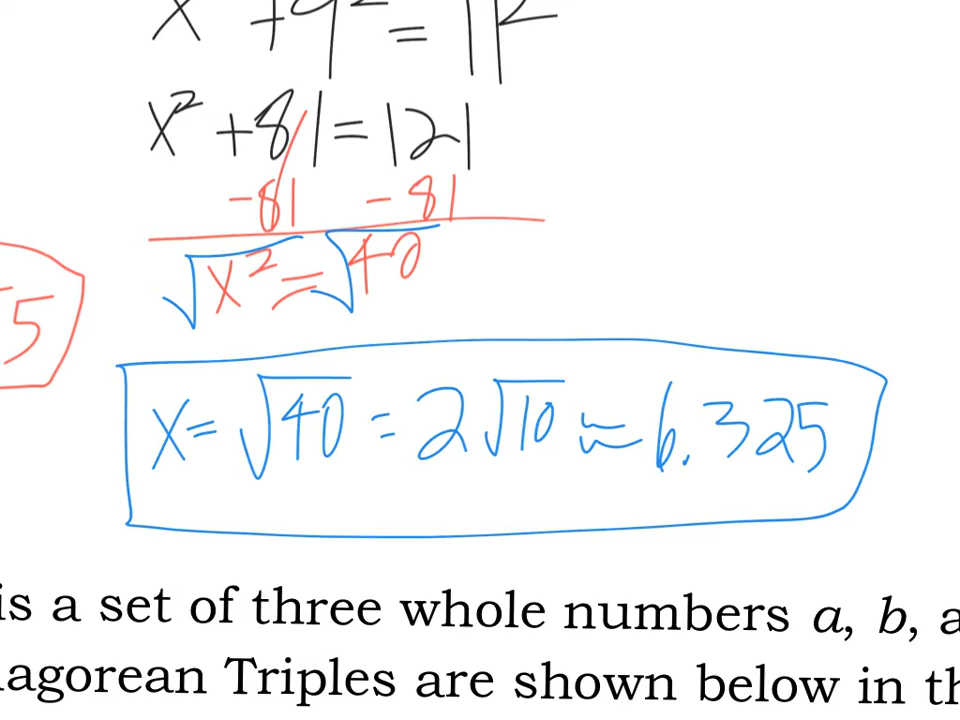 x² + 9² = 11²
x² + 81 = 121
-81 - 81
√x² = √40
5
x = √40 = 2√10 ≈ 6.325
is a set of three whole numbers a, b, a
agorean Triples are shown below in th